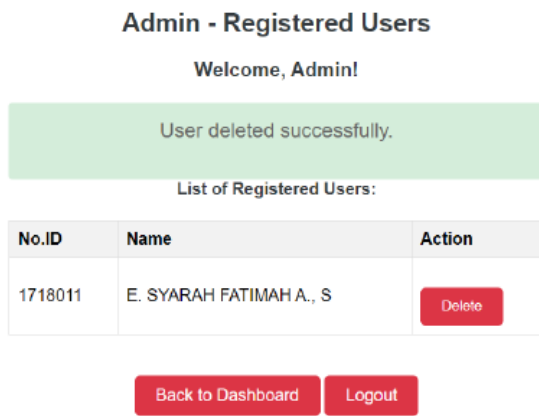 Admin - Registered Users
Welcome, Admin!
User deleted successfully.
List of Registered Users:
No.ID Name Action
1718011 E. SYARAH FATIMAH A., S Delete
Back to Dashboard Logout